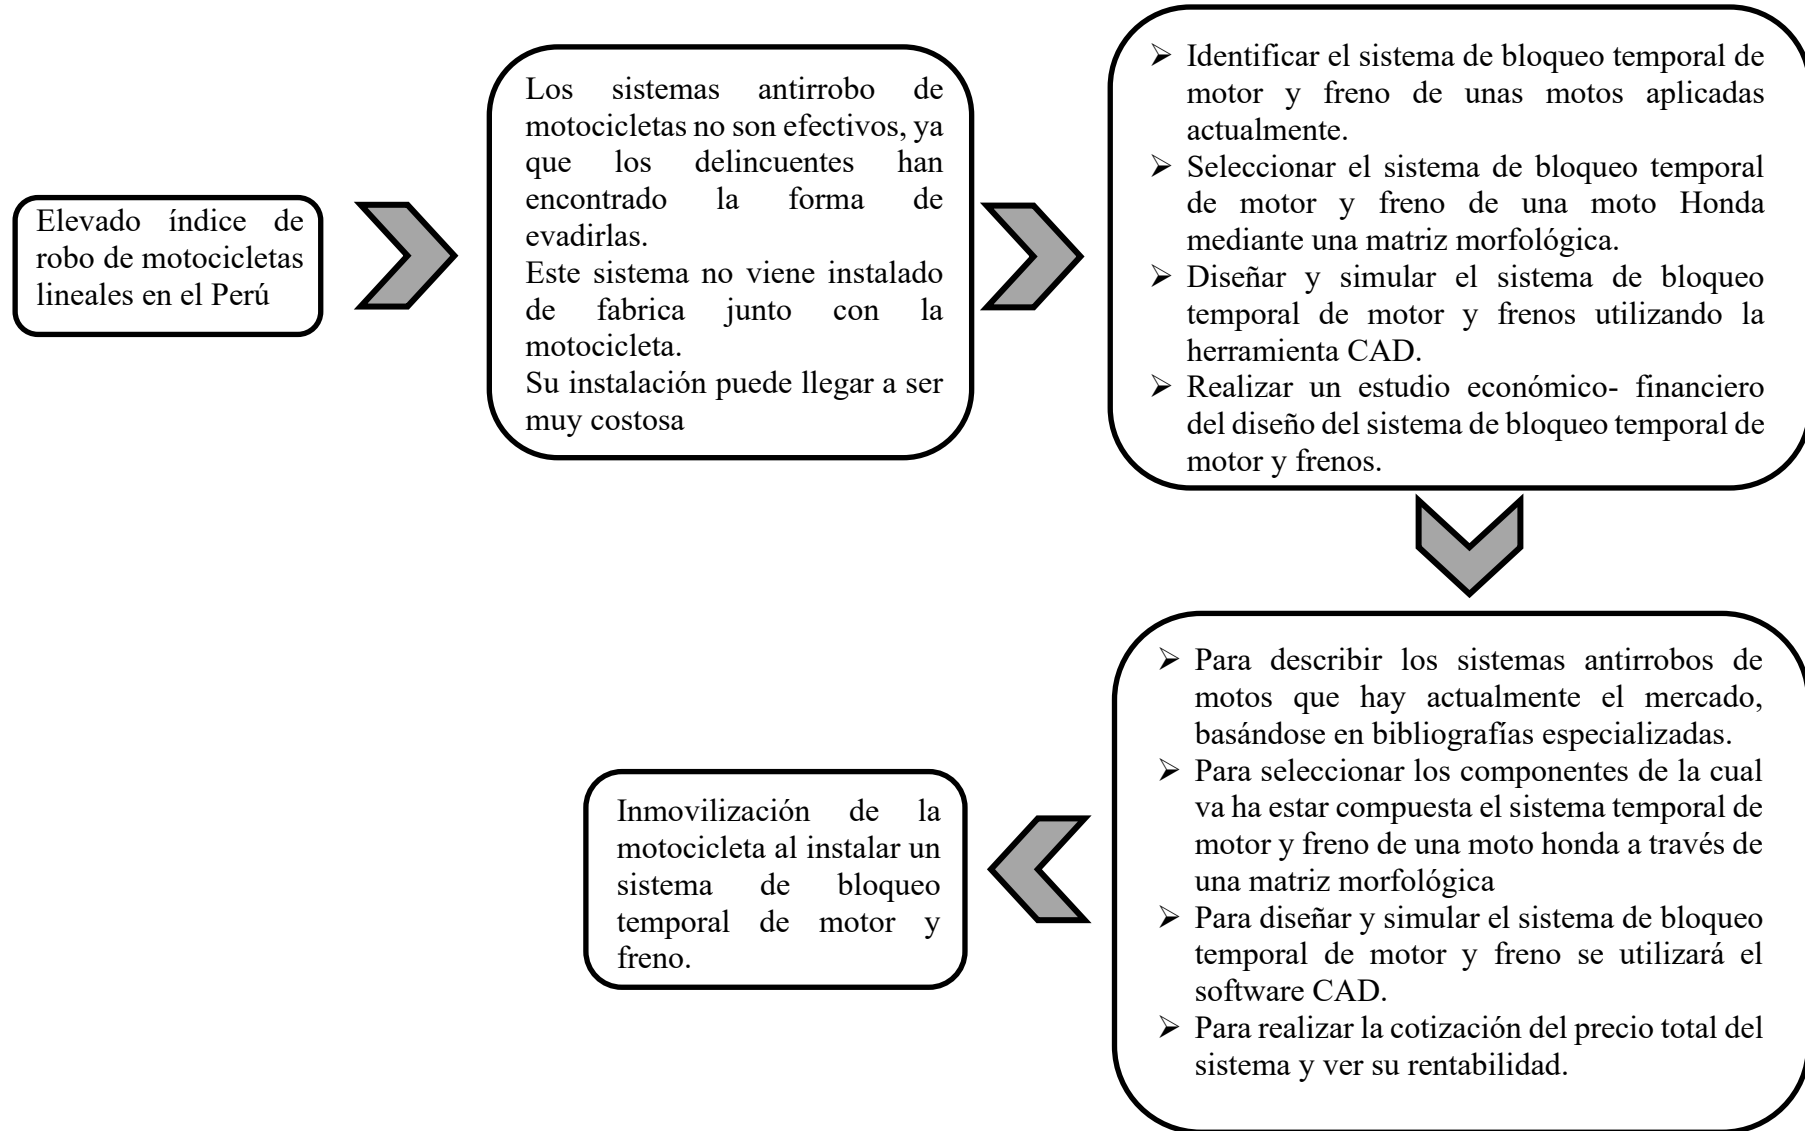 Elevado índice de
robo de motocicletas
lineales en el Perú
Los sistemas antirrobo de
motocicletas no son efectivos, ya
que los delincuentes han
encontrado la forma de
evadirlas.
Este sistema no viene instalado
de fabrica junto con la
motocicleta.
Su instalación puede llegar a ser
muy costosa
➢ Identificar el sistema de bloqueo temporal de
motor y freno de unas motos aplicadas
actualmente.
➢ Seleccionar el sistema de bloqueo temporal
de motor y freno de una moto Honda
mediante una matriz morfológica.
➢ Diseñar y simular el sistema de bloqueo
temporal de motor y frenos utilizando la
herramienta CAD.
➢ Realizar un estudio económico- financiero
del diseño del sistema de bloqueo temporal de
motor y frenos.
➢ Para describir los sistemas antirrobos de
motos que hay actualmente el mercado,
basándose en bibliografías especializadas.
➢ Para seleccionar los componentes de la cual
va ha estar compuesta el sistema temporal de
motor y freno de una moto honda a través de
una matriz morfológica
➢ Para diseñar y simular el sistema de bloqueo
temporal de motor y freno se utilizará el
software CAD.
➢ Para realizar la cotización del precio total del
sistema y ver su rentabilidad.
Inmovilización de la
motocicleta al instalar un
sistema de bloqueo
temporal de motor y
freno.